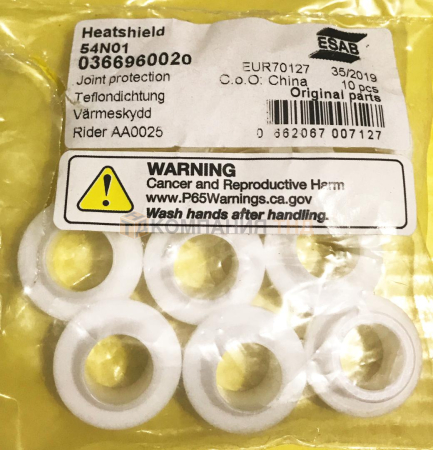 Heatshield
54N01
0366960020
Joint protection
Teflondichtung
Värmeskydd
Rider AA0025
ESAB
EUR70127 35/2019
C.o.O: China 10 pcs
Original parts
0 662067 007127
WARNING
Cancer and Reproductive Harm
www.P65Warnings.ca.gov
Wash hands after handling.